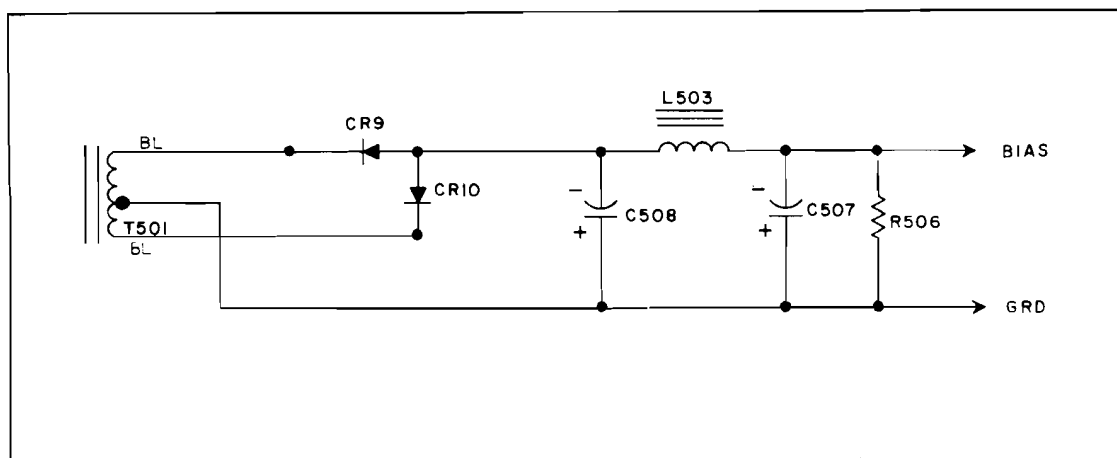 L503
CR9
BL
BIAS
CR10
-
C508
+
-
C507
+
R506
T501
BL
GRD